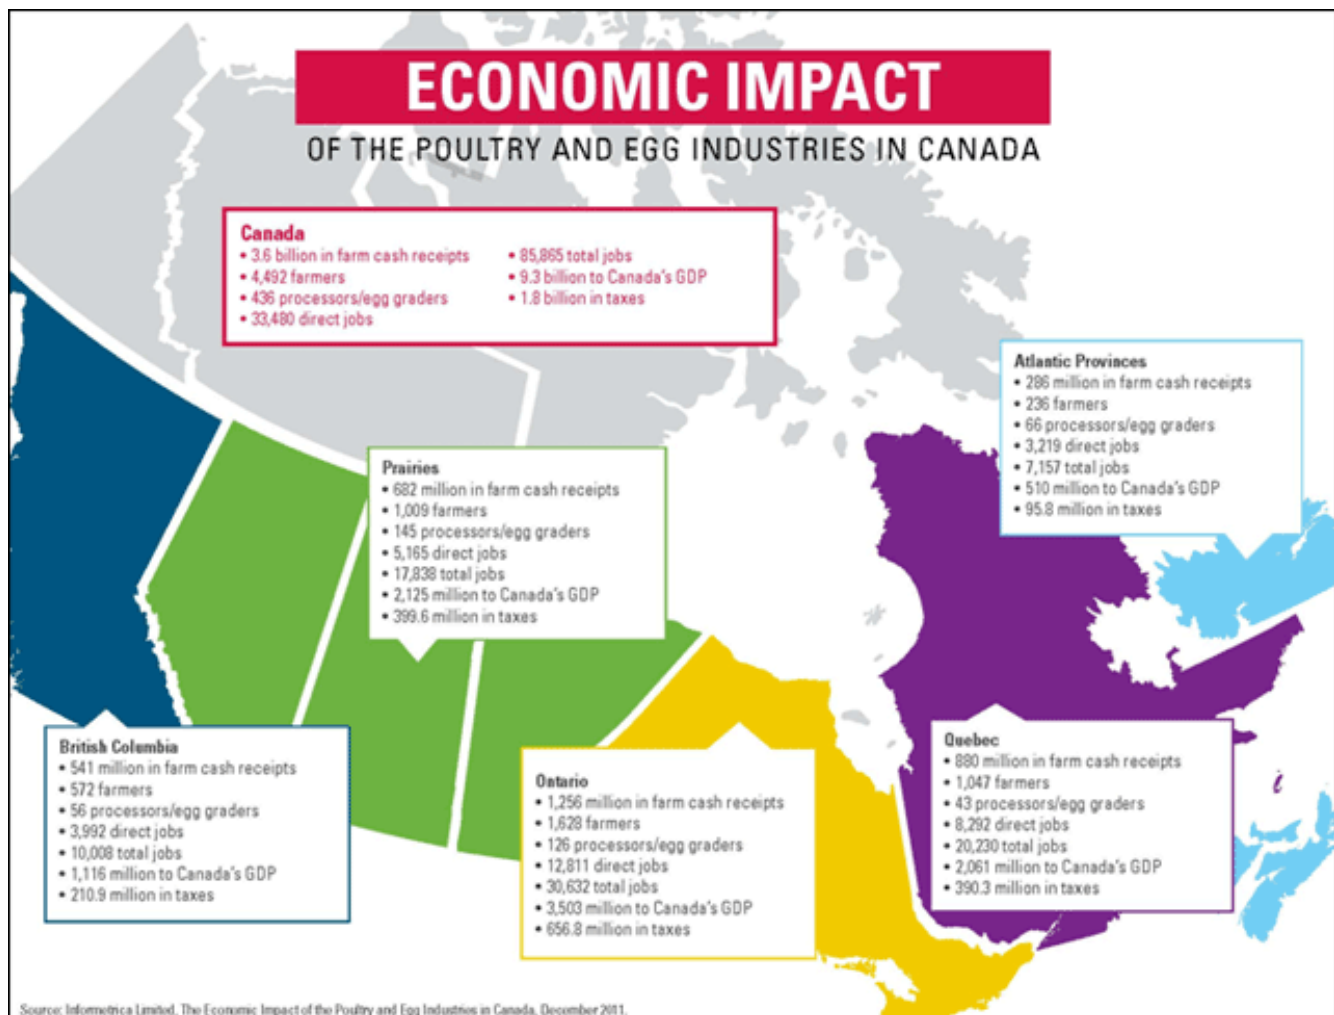 ECONOMIC IMPACT
OF THE POULTRY AND EGG INDUSTRIES IN CANADA
Canada
• 3.6 billion in farm cash receipts
• 4,492 farmers
• 436 processors/egg graders
• 33,480 direct jobs
• 85,865 total jobs
• 9.3 billion to Canada's GDP
• 1.8 billion in taxes
Atlantic Provinces
• 286 million in farm cash receipts
• 236 farmers
• 66 processors/egg graders
• 3,219 direct jobs
• 7,157 total jobs
• 510 million to Canada's GDP
• 95.8 million in taxes
Prairies
• 682 million in farm cash receipts
• 1,009 farmers
• 145 processors/egg graders
• 5,165 direct jobs
• 17,838 total jobs
• 2,125 million to Canada's GDP
• 399.6 million in taxes
British Columbia
• 541 million in farm cash receipts
• 572 farmers
• 56 processors/egg graders
• 3,992 direct jobs
• 10,008 total jobs
• 1,116 million to Canada's GDP
• 210.9 million in taxes
Ontario
• 1,256 million in farm cash receipts
• 1,628 farmers
• 126 processors/egg graders
• 12,811 direct jobs
• 30,632 total jobs
• 3,503 million to Canada's GDP
• 656.8 million in taxes
Quebec
• 880 million in farm cash receipts
• 1,047 farmers
• 43 processors/egg graders
• 8,292 direct jobs
• 20,230 total jobs
• 2,061 million to Canada's GDP
• 390.3 million in taxes
Source: Informetrica Limited, The Economic Impact of the Poultry and Egg Industries in Canada, December 2011.